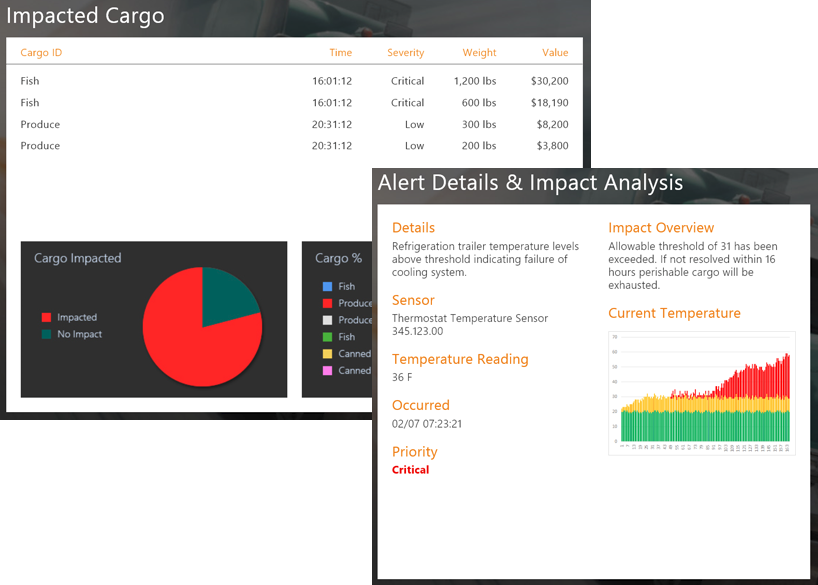 Impacted Cargo
Cargo ID Time Severity Weight Value
Fish 16:01:12 Critical 1,200 lbs $30,200
Fish 16:01:12 Critical 600 lbs $18,190
Produce 20:31:12 Low 300 lbs $8,200
Produce 20:31:12 Low 200 lbs $3,800
Cargo Impacted
Impacted
No Impact
Cargo %
Fish
Produce
Produce
Fish
Canned
Canned
Alert Details & Impact Analysis
Details
Refrigeration trailer temperature levels
above threshold indicating failure of
cooling system.
Sensor
Thermostat Temperature Sensor
345.123.00
Temperature Reading
36 F
Occurred
02/07 07:23:21
Priority
Critical
Impact Overview
Allowable threshold of 31 has been
exceeded. If not resolved within 16
hours perishable cargo will be
exhausted.
Current Temperature
70
60
50
40
30
20
10
0